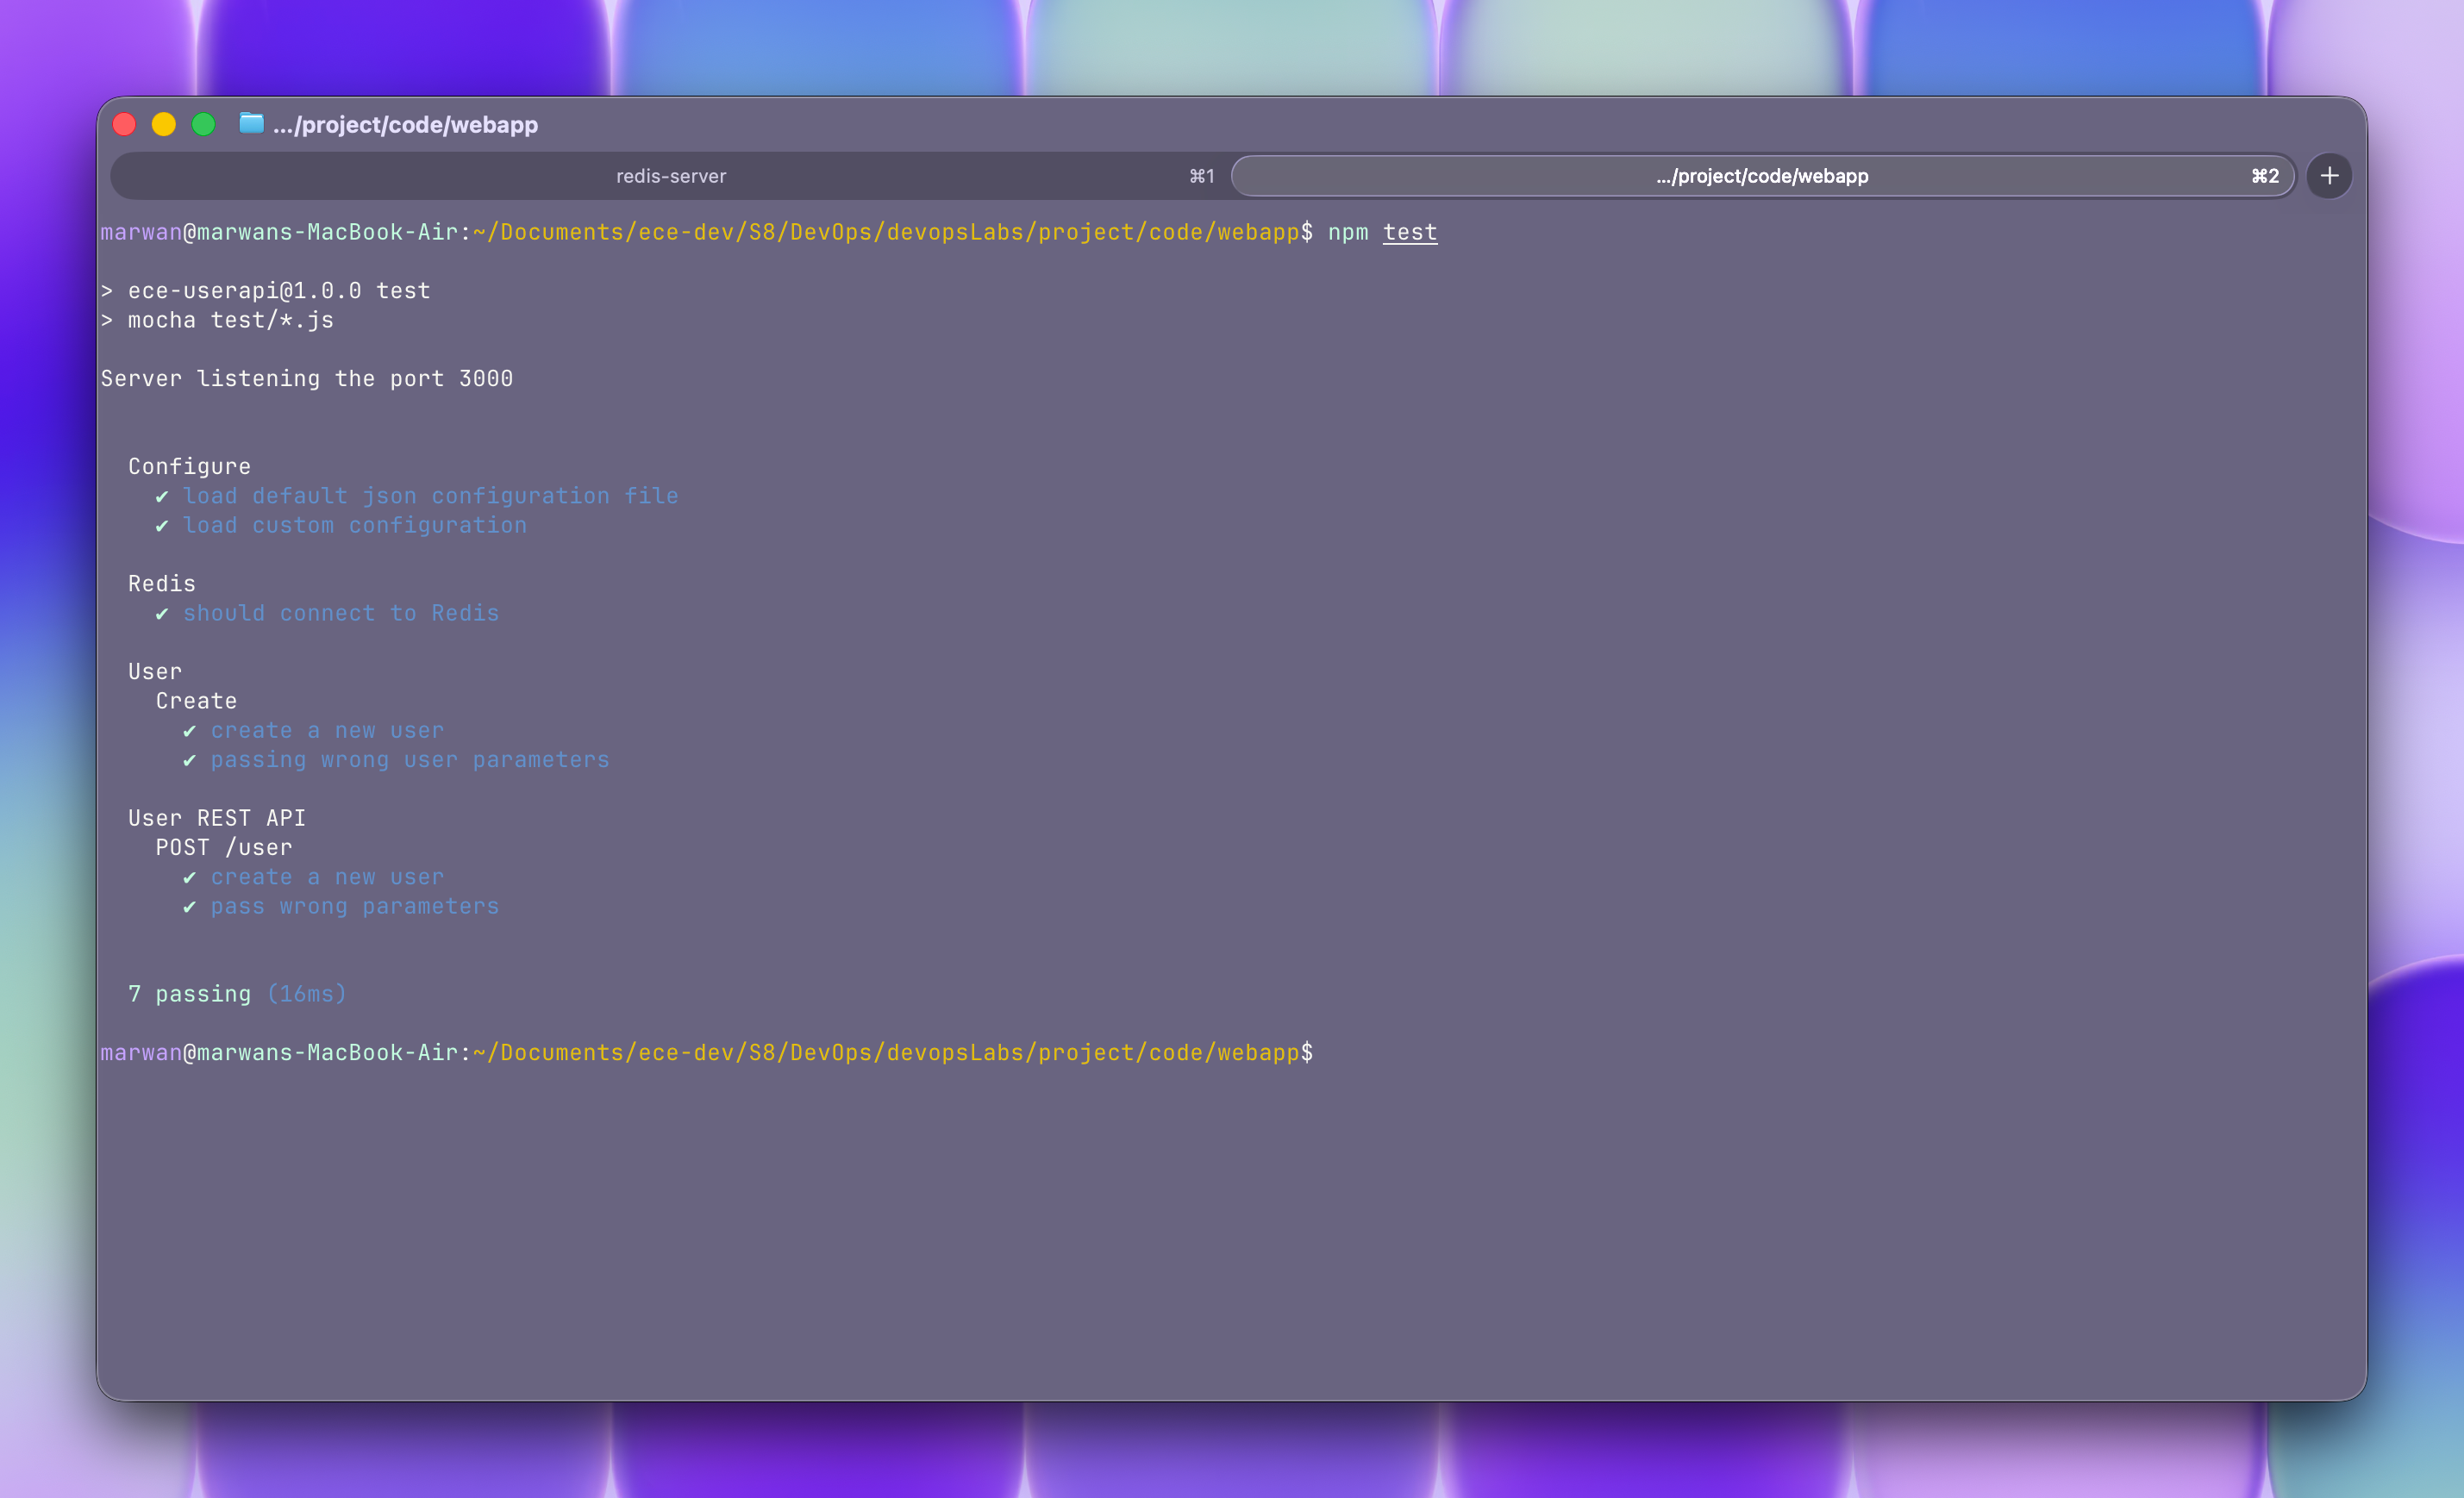 .../project/code/webapp
redis-server ⌘1 .../project/code/webapp ⌘2 +
marwan@marwans-MacBook-Air:~/Documents/ece-dev/S8/DevOps/devopsLabs/project/code/webapp$ npm test
> ece-userapi@1.0.0 test
> mocha test/*.js
Server listening the port 3000
Configure
✔ load default json configuration file
✔ load custom configuration
Redis
✔ should connect to Redis
User
Create
✔ create a new user
✔ passing wrong user parameters
User REST API
POST /user
✔ create a new user
✔ pass wrong parameters
7 passing (16ms)
marwan@marwans-MacBook-Air:~/Documents/ece-dev/S8/DevOps/devopsLabs/project/code/webapp$